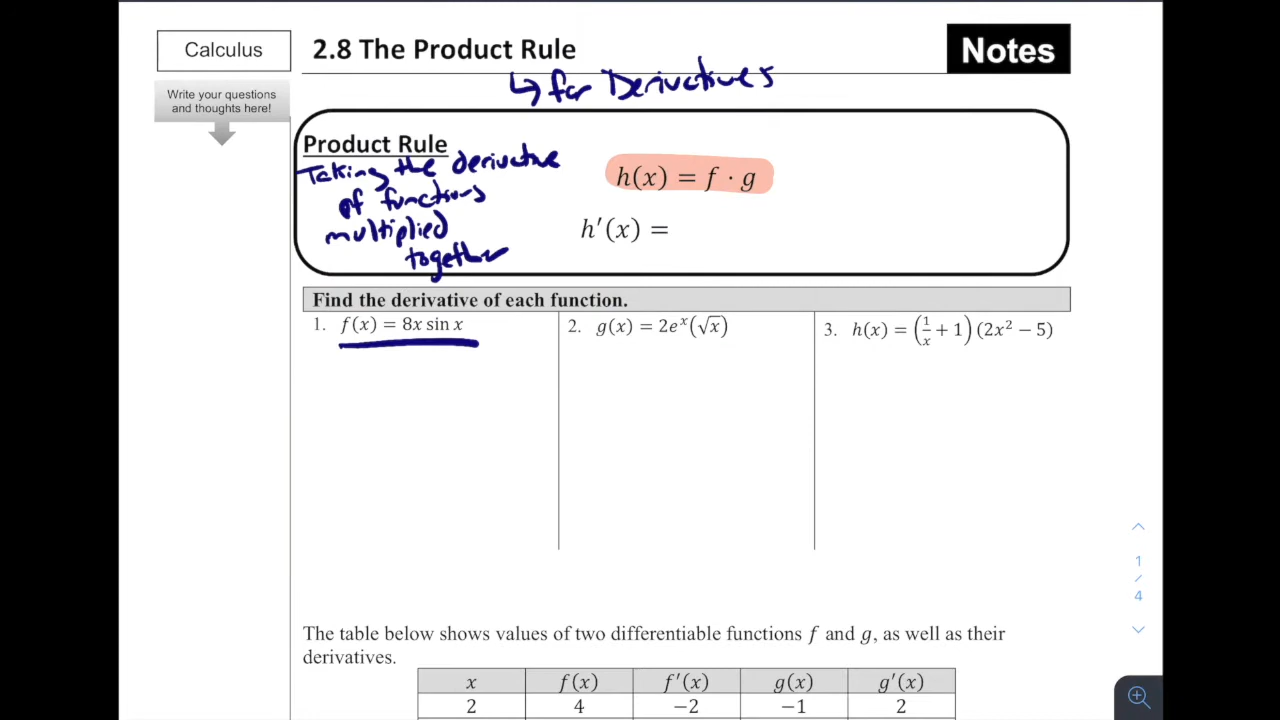 Calculus
2.8 The Product Rule
Notes
↳ for Derivatives
Write your questions
and thoughts here!
Product Rule
Taking the derivative
of functions
multiplied
together
h(x) = f · g
h′(x) =
Find the derivative of each function.
1. f(x) = 8x sin x
2. g(x) = 2eˣ(√x)
3. h(x) = (1/x + 1)(2x² − 5)
The table below shows values of two differentiable functions f and g, as well as their
derivatives.
x f(x) f′(x) g(x) g′(x)
2 4 −2 −1 2
1
/
4